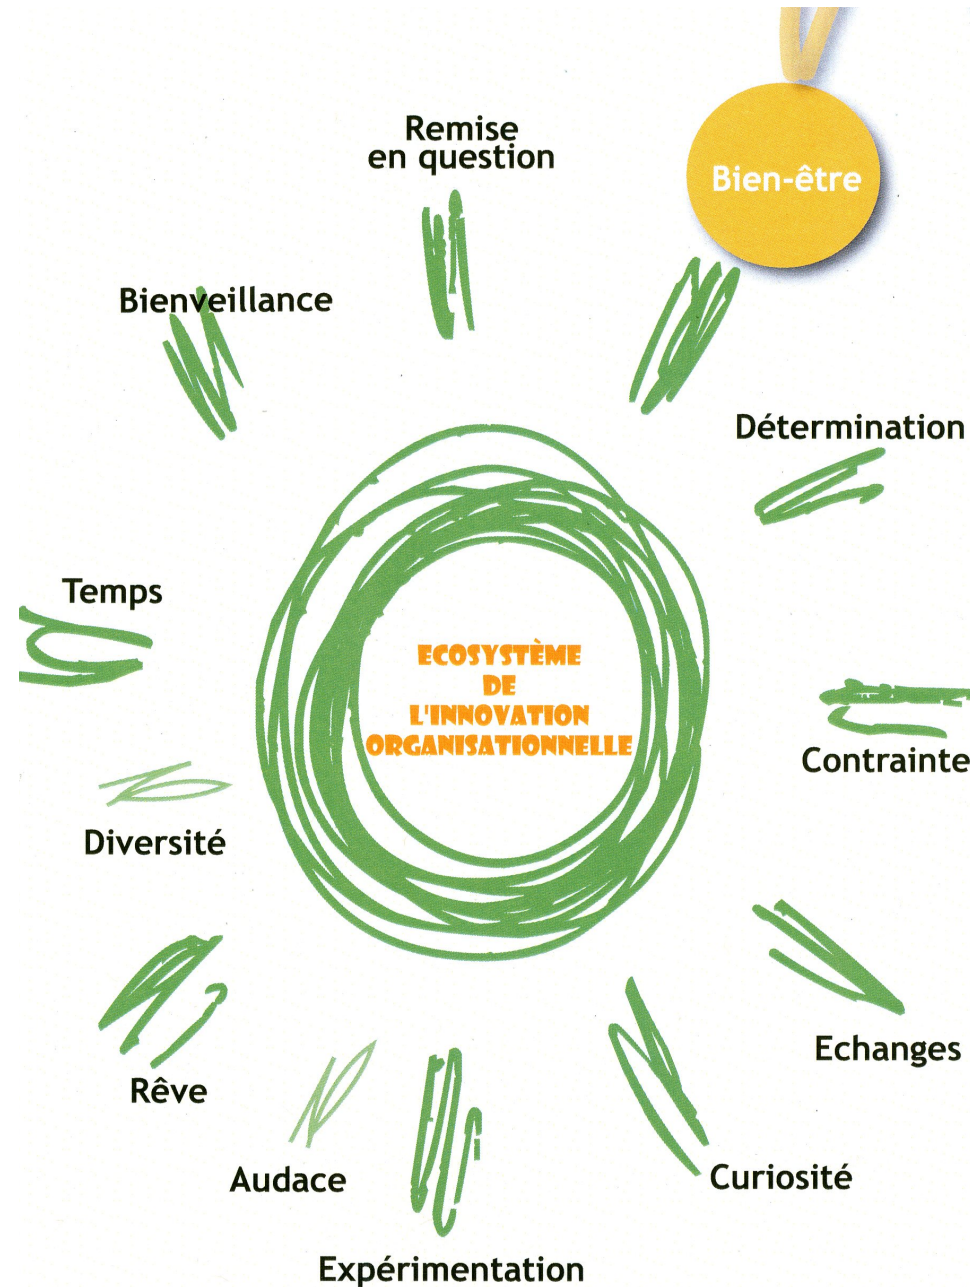 Remise
en question
Bien-être
Bienveillance
Détermination
Temps
ECOSYSTÈME
DE
L'INNOVATION
ORGANISATIONNELLE
Contrainte
Diversité
Echanges
Rêve
Audace
Curiosité
Expérimentation